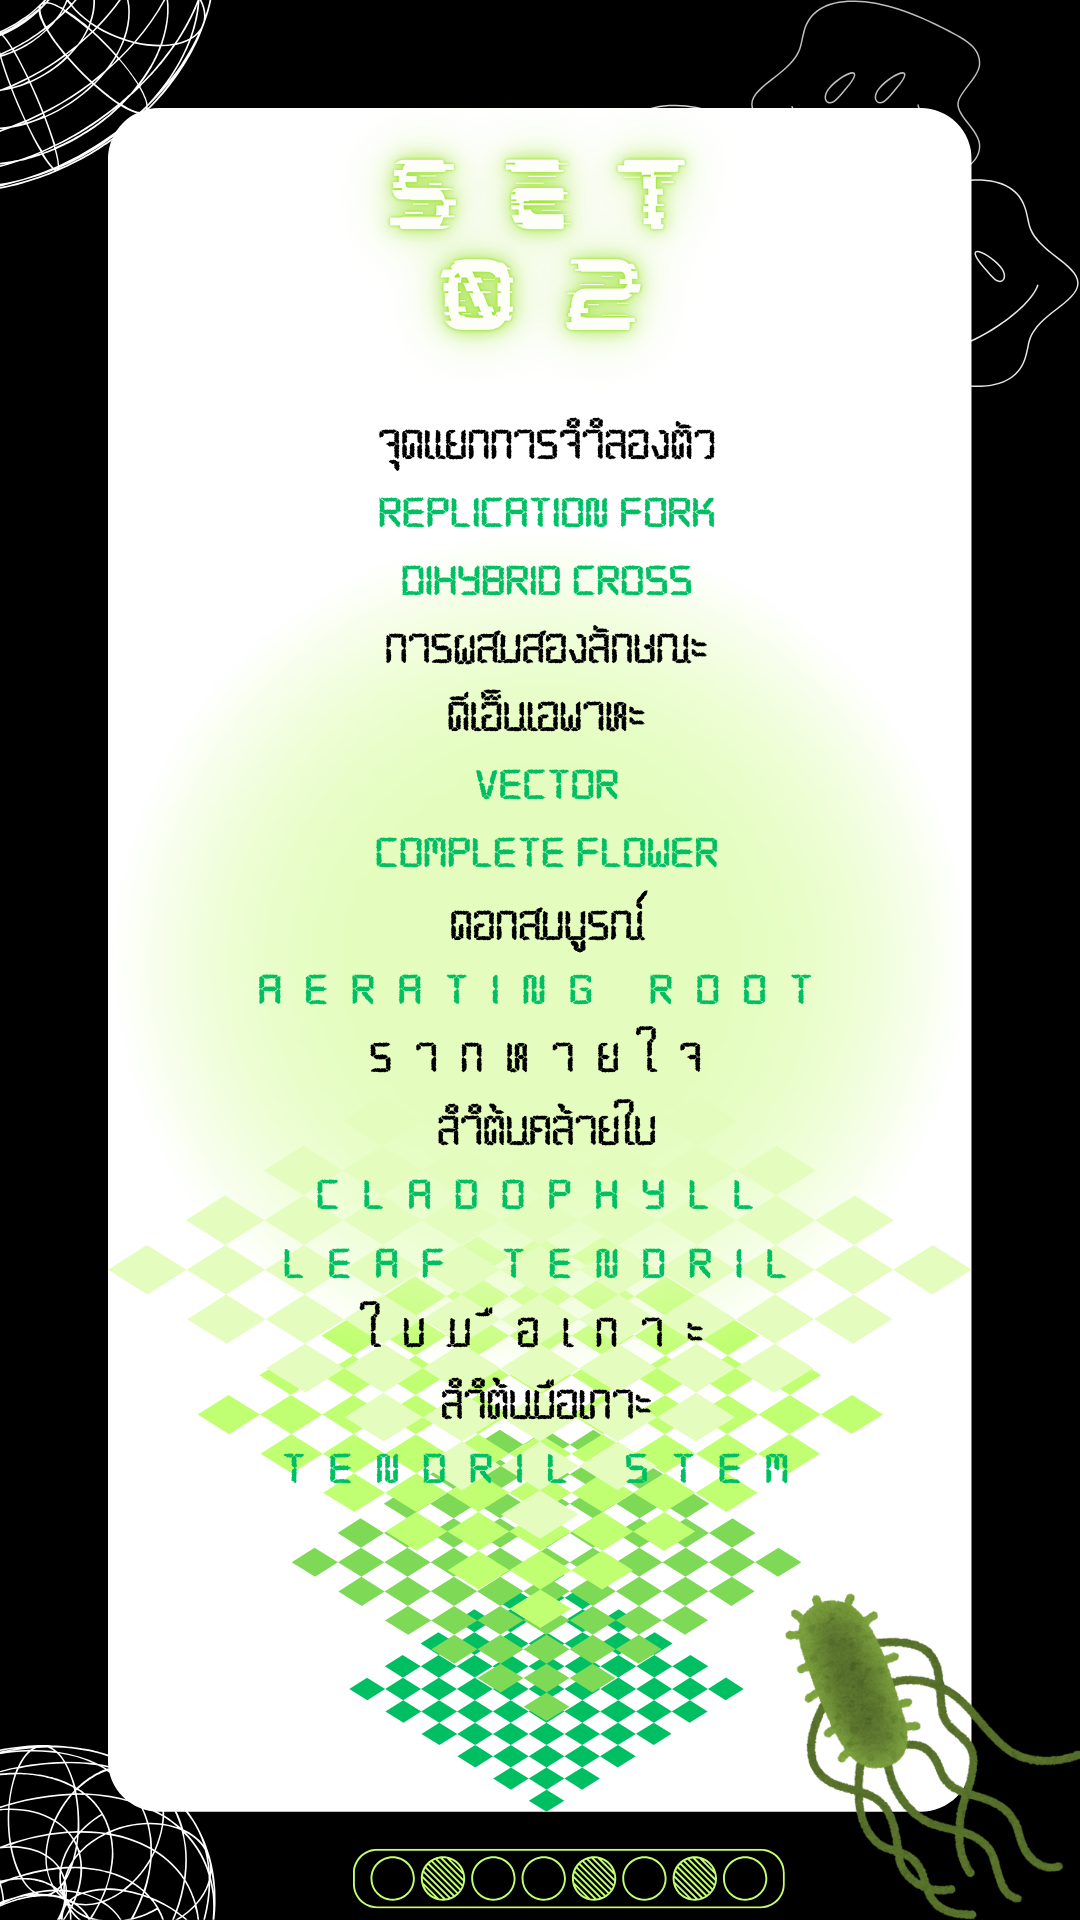 SET
02
จุดแยกการจำลองตัว
REPLICATION FORK
DIHYBRID CROSS
การผสมสองลักษณะ
ดีเอ็นเอพาหะ
VECTOR
COMPLETE FLOWER
ดอกสมบูรณ์
AERATING ROOT
รากหายใจ
ลำต้นคล้ายใบ
CLADOPHYLL
LEAF TENDRIL
ใบมือเกาะ
ลำต้นมือเกาะ
TENDRIL STEM